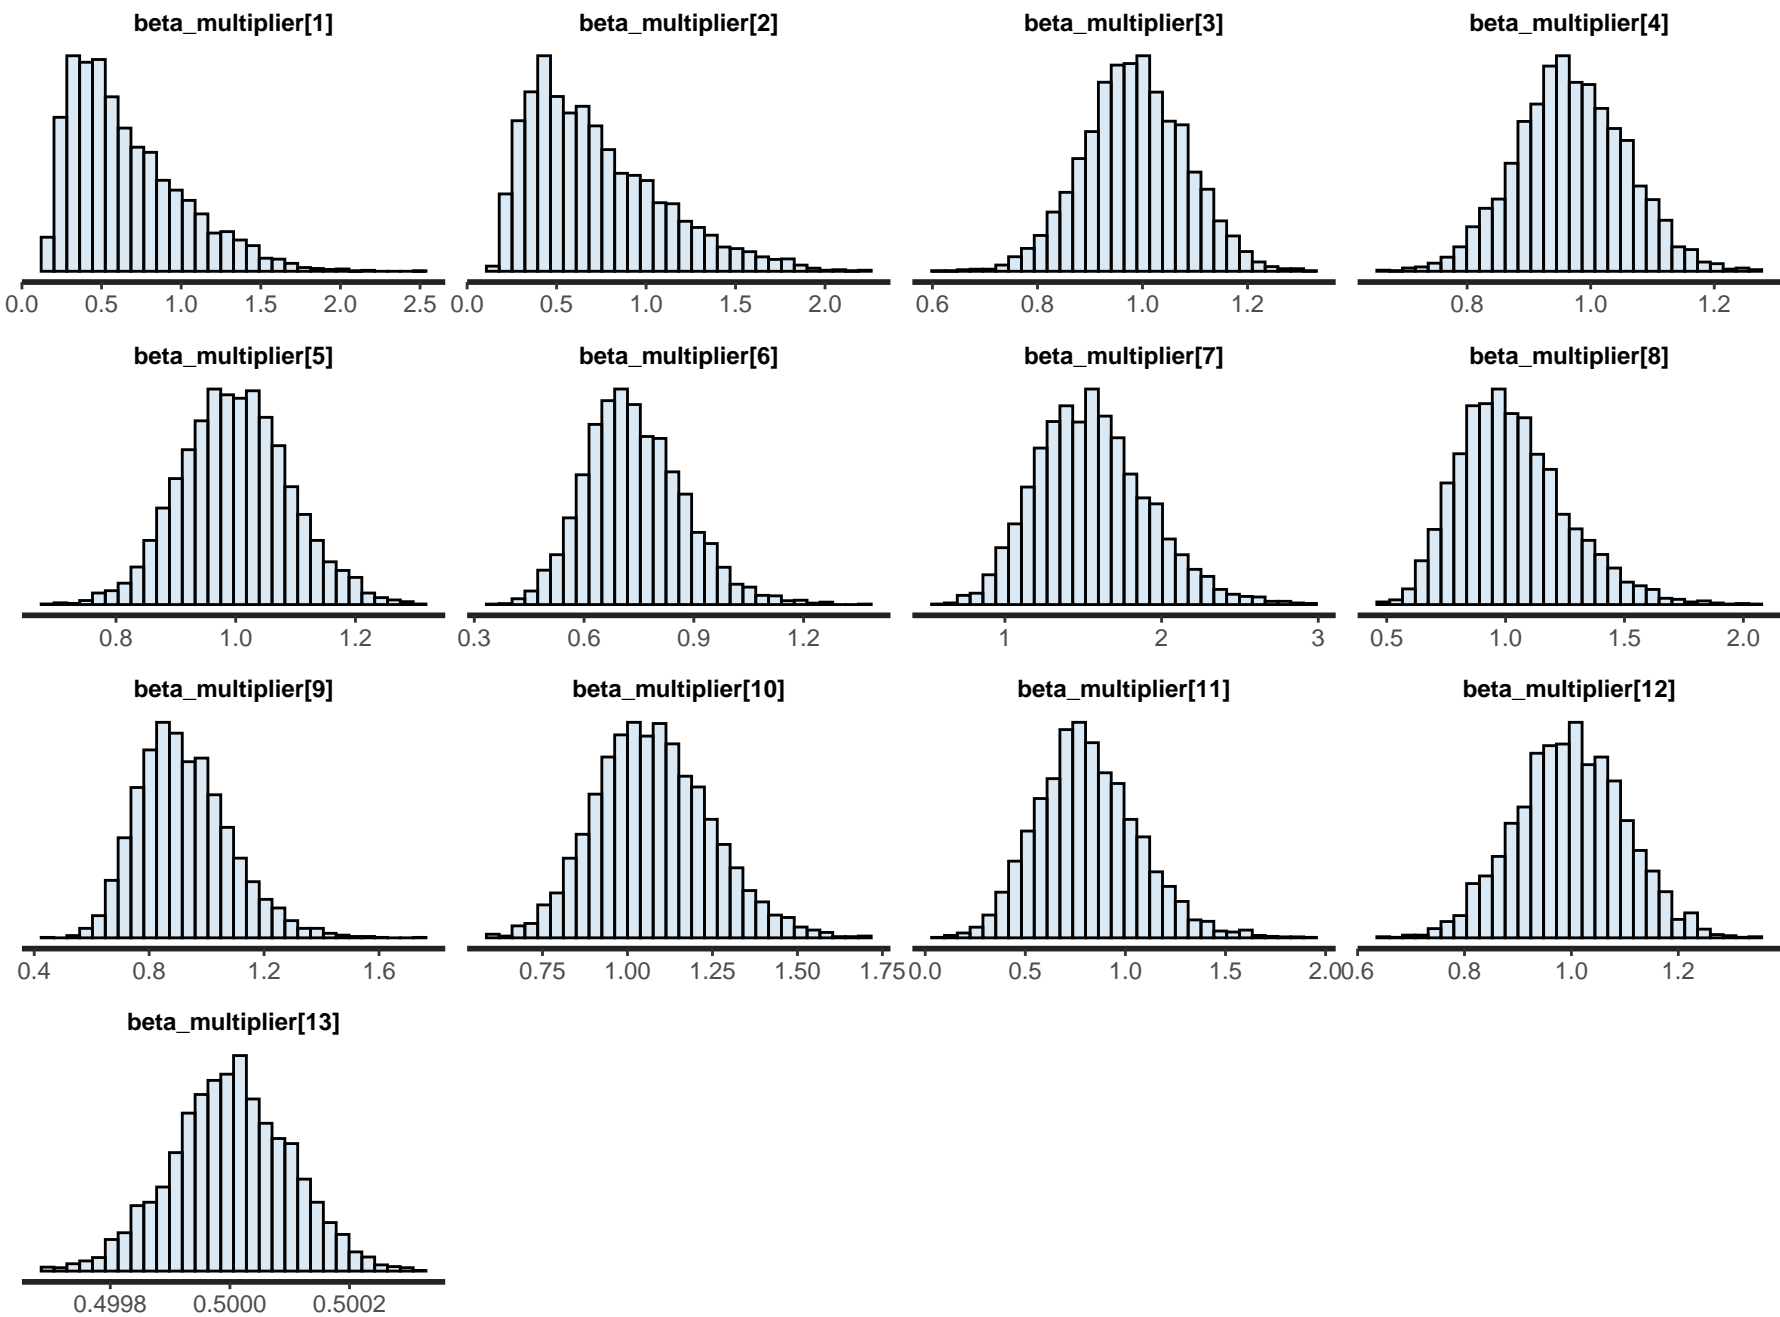 beta_multiplier[1] beta_multiplier[2] beta_multiplier[3] beta_multiplier[4]
0.0 0.5 1.0 1.5 2.0 2.5 0.0 0.5 1.0 1.5 2.0 0.6 0.8 1.0 1.2 0.8 1.0 1.2
beta_multiplier[5] beta_multiplier[6] beta_multiplier[7] beta_multiplier[8]
0.8 1.0 1.2 0.3 0.6 0.9 1.2 1 2 3 0.5 1.0 1.5 2.0
beta_multiplier[9] beta_multiplier[10] beta_multiplier[11] beta_multiplier[12]
0.4 0.8 1.2 1.6 0.75 1.00 1.25 1.50 1.75 0.0 0.5 1.0 1.5 2.0 0.6 0.8 1.0 1.2
beta_multiplier[13]
0.4998 0.5000 0.5002